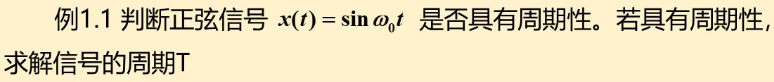 例1.1 判断正弦信号 x(t) = sin ω₀t 是否具有周期性。若具有周期性，
求解信号的周期T